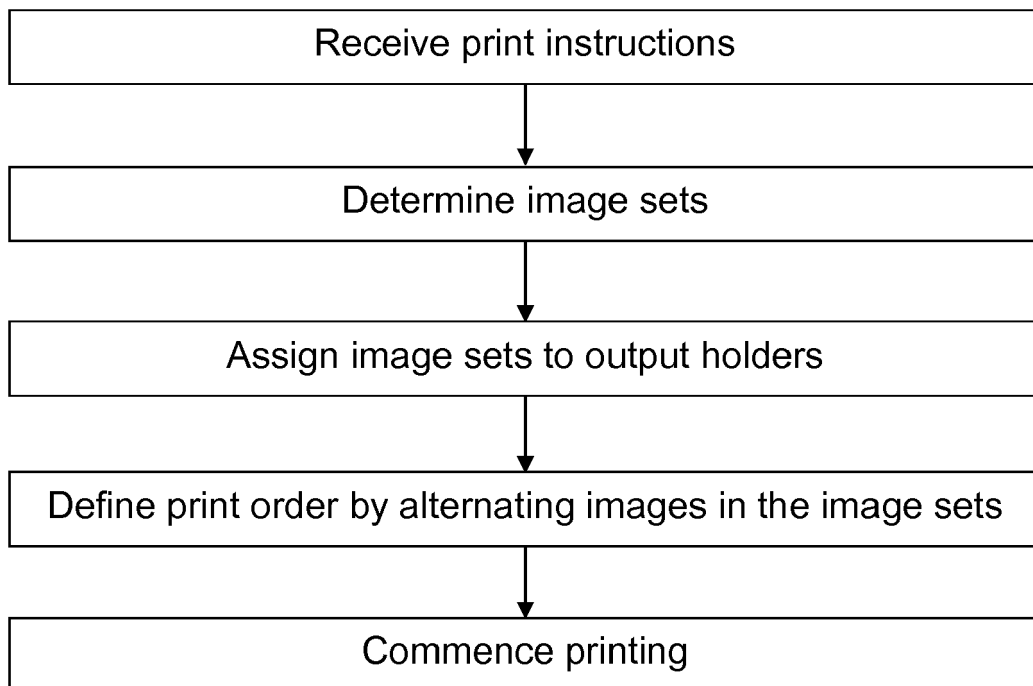 Receive print instructions
Determine image sets
Assign image sets to output holders
Define print order by alternating images in the image sets
Commence printing